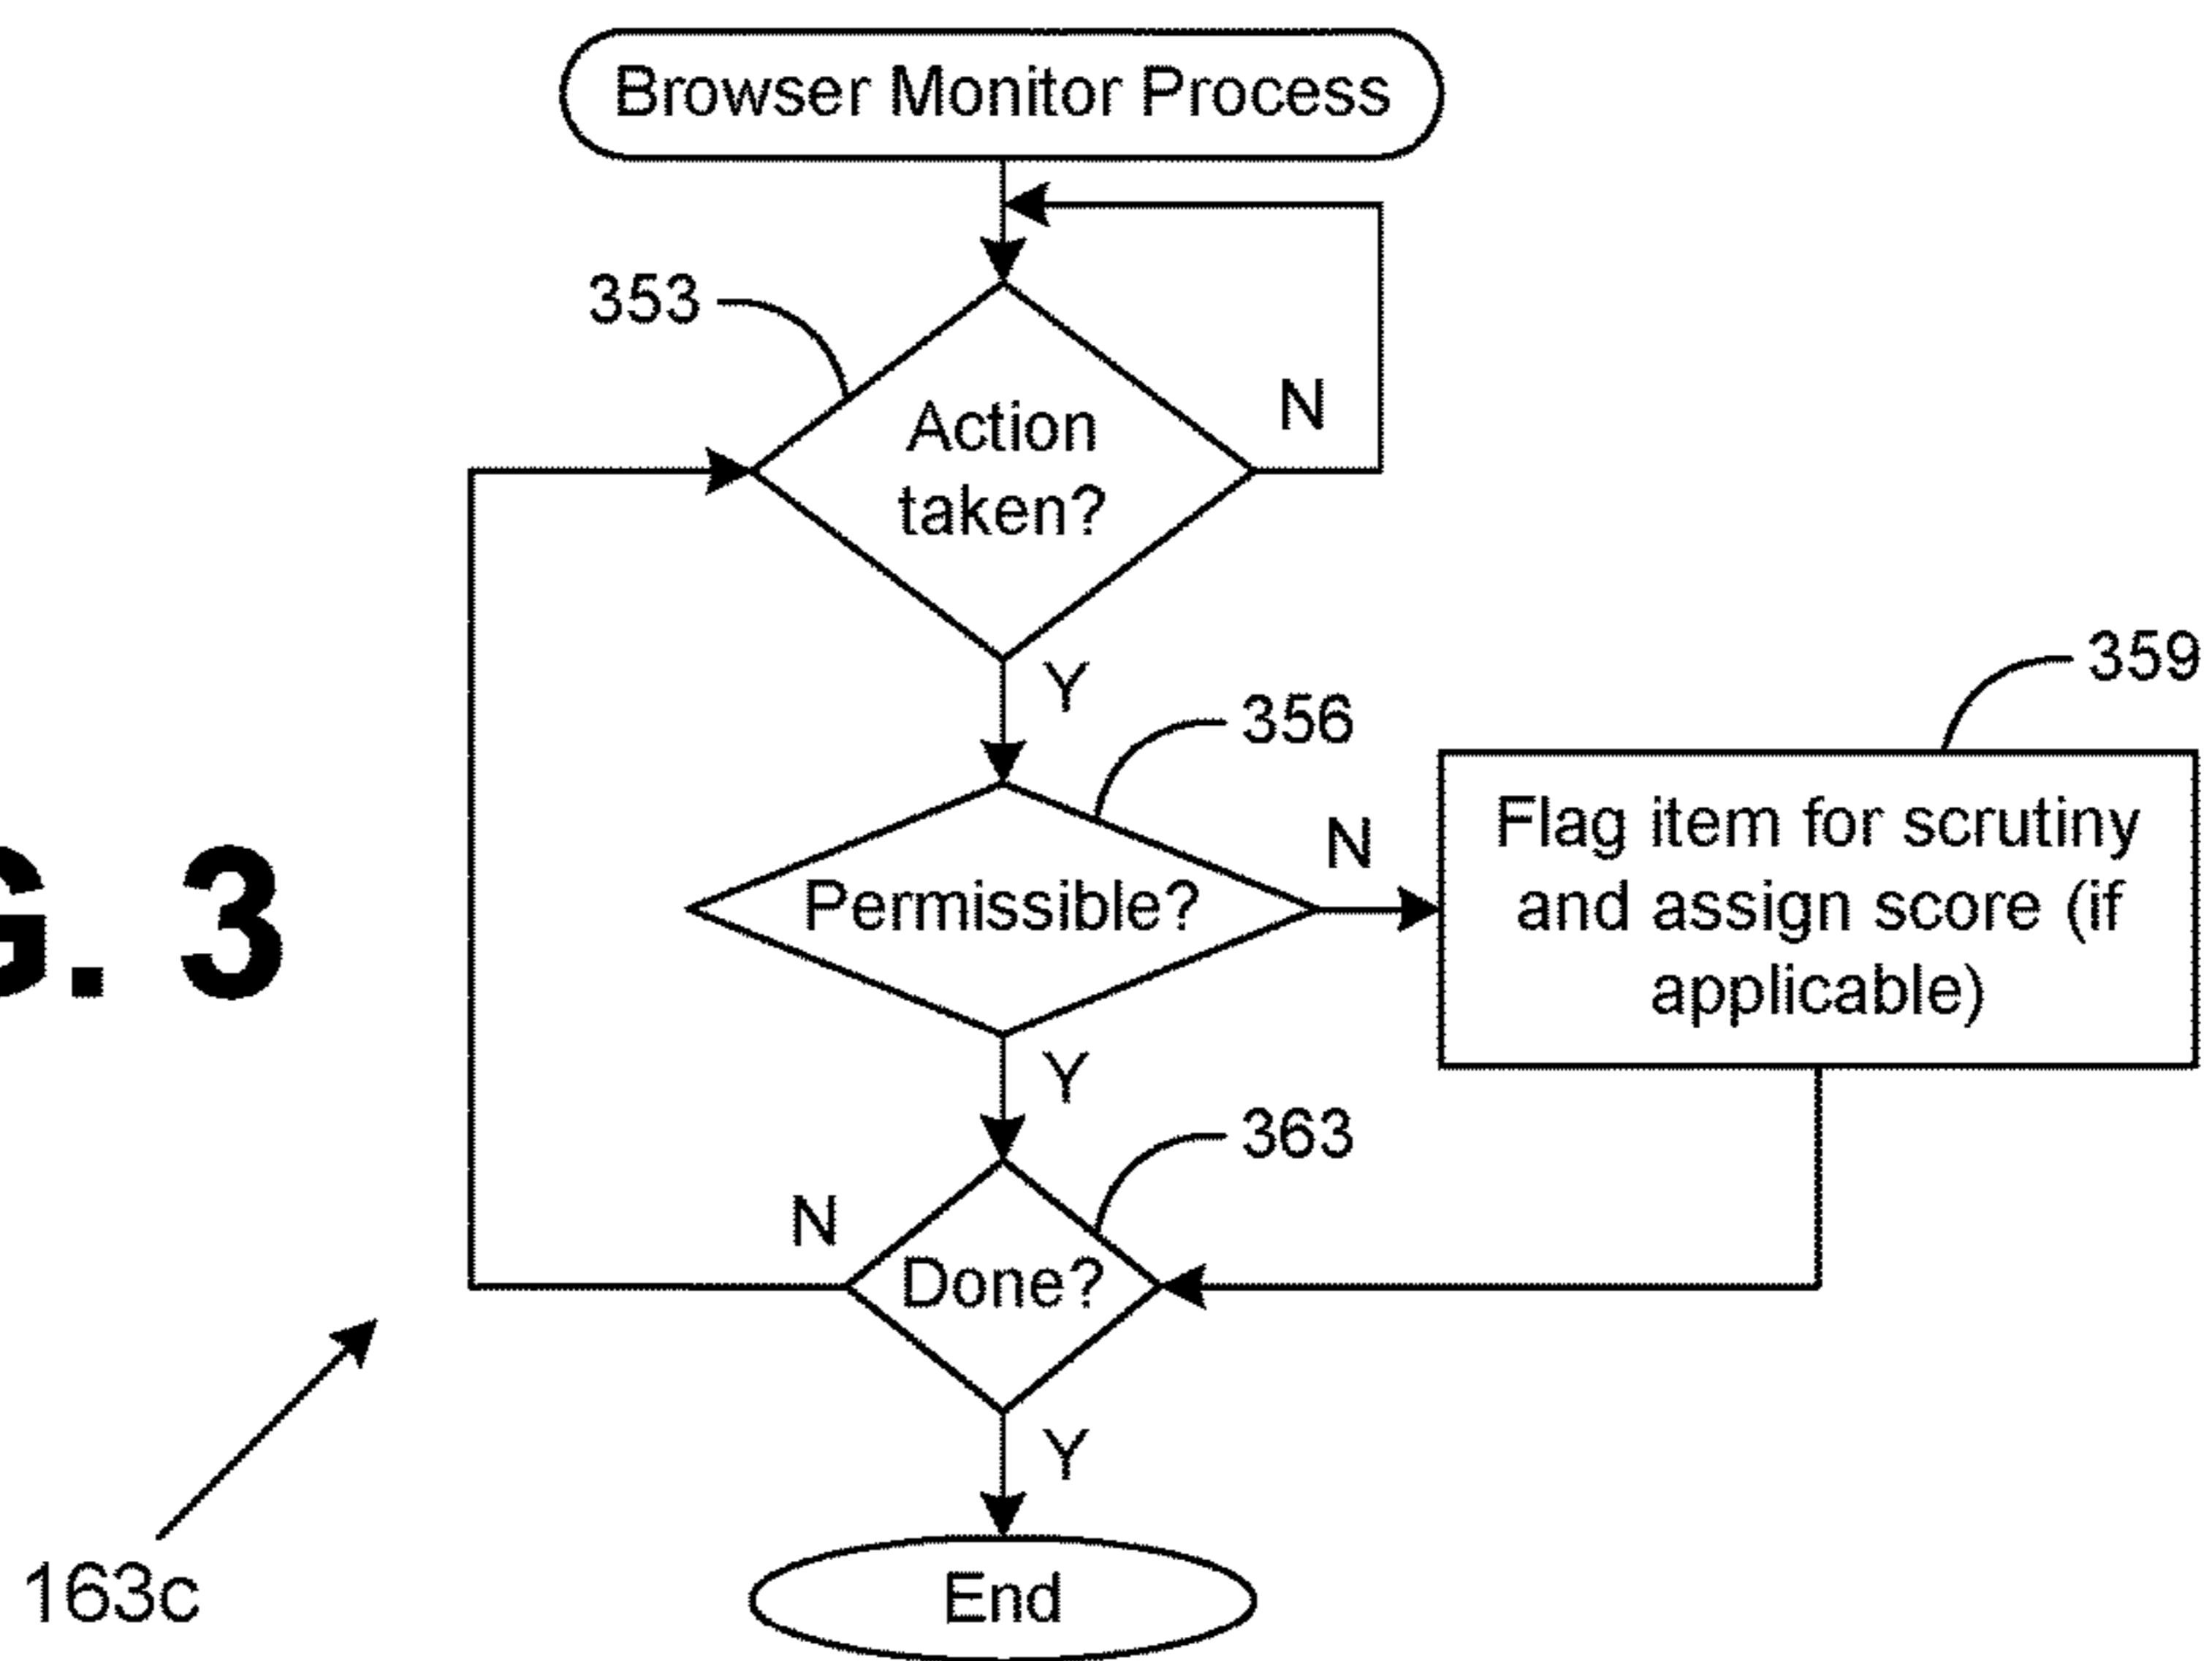 Browser Monitor Process
353
N
Action
taken?
Y
359
356
Flag item for scrutiny
and assign score (if
applicable)
N
Permissible?
G. 3
Y
363
N
Done?
Y
163c
End